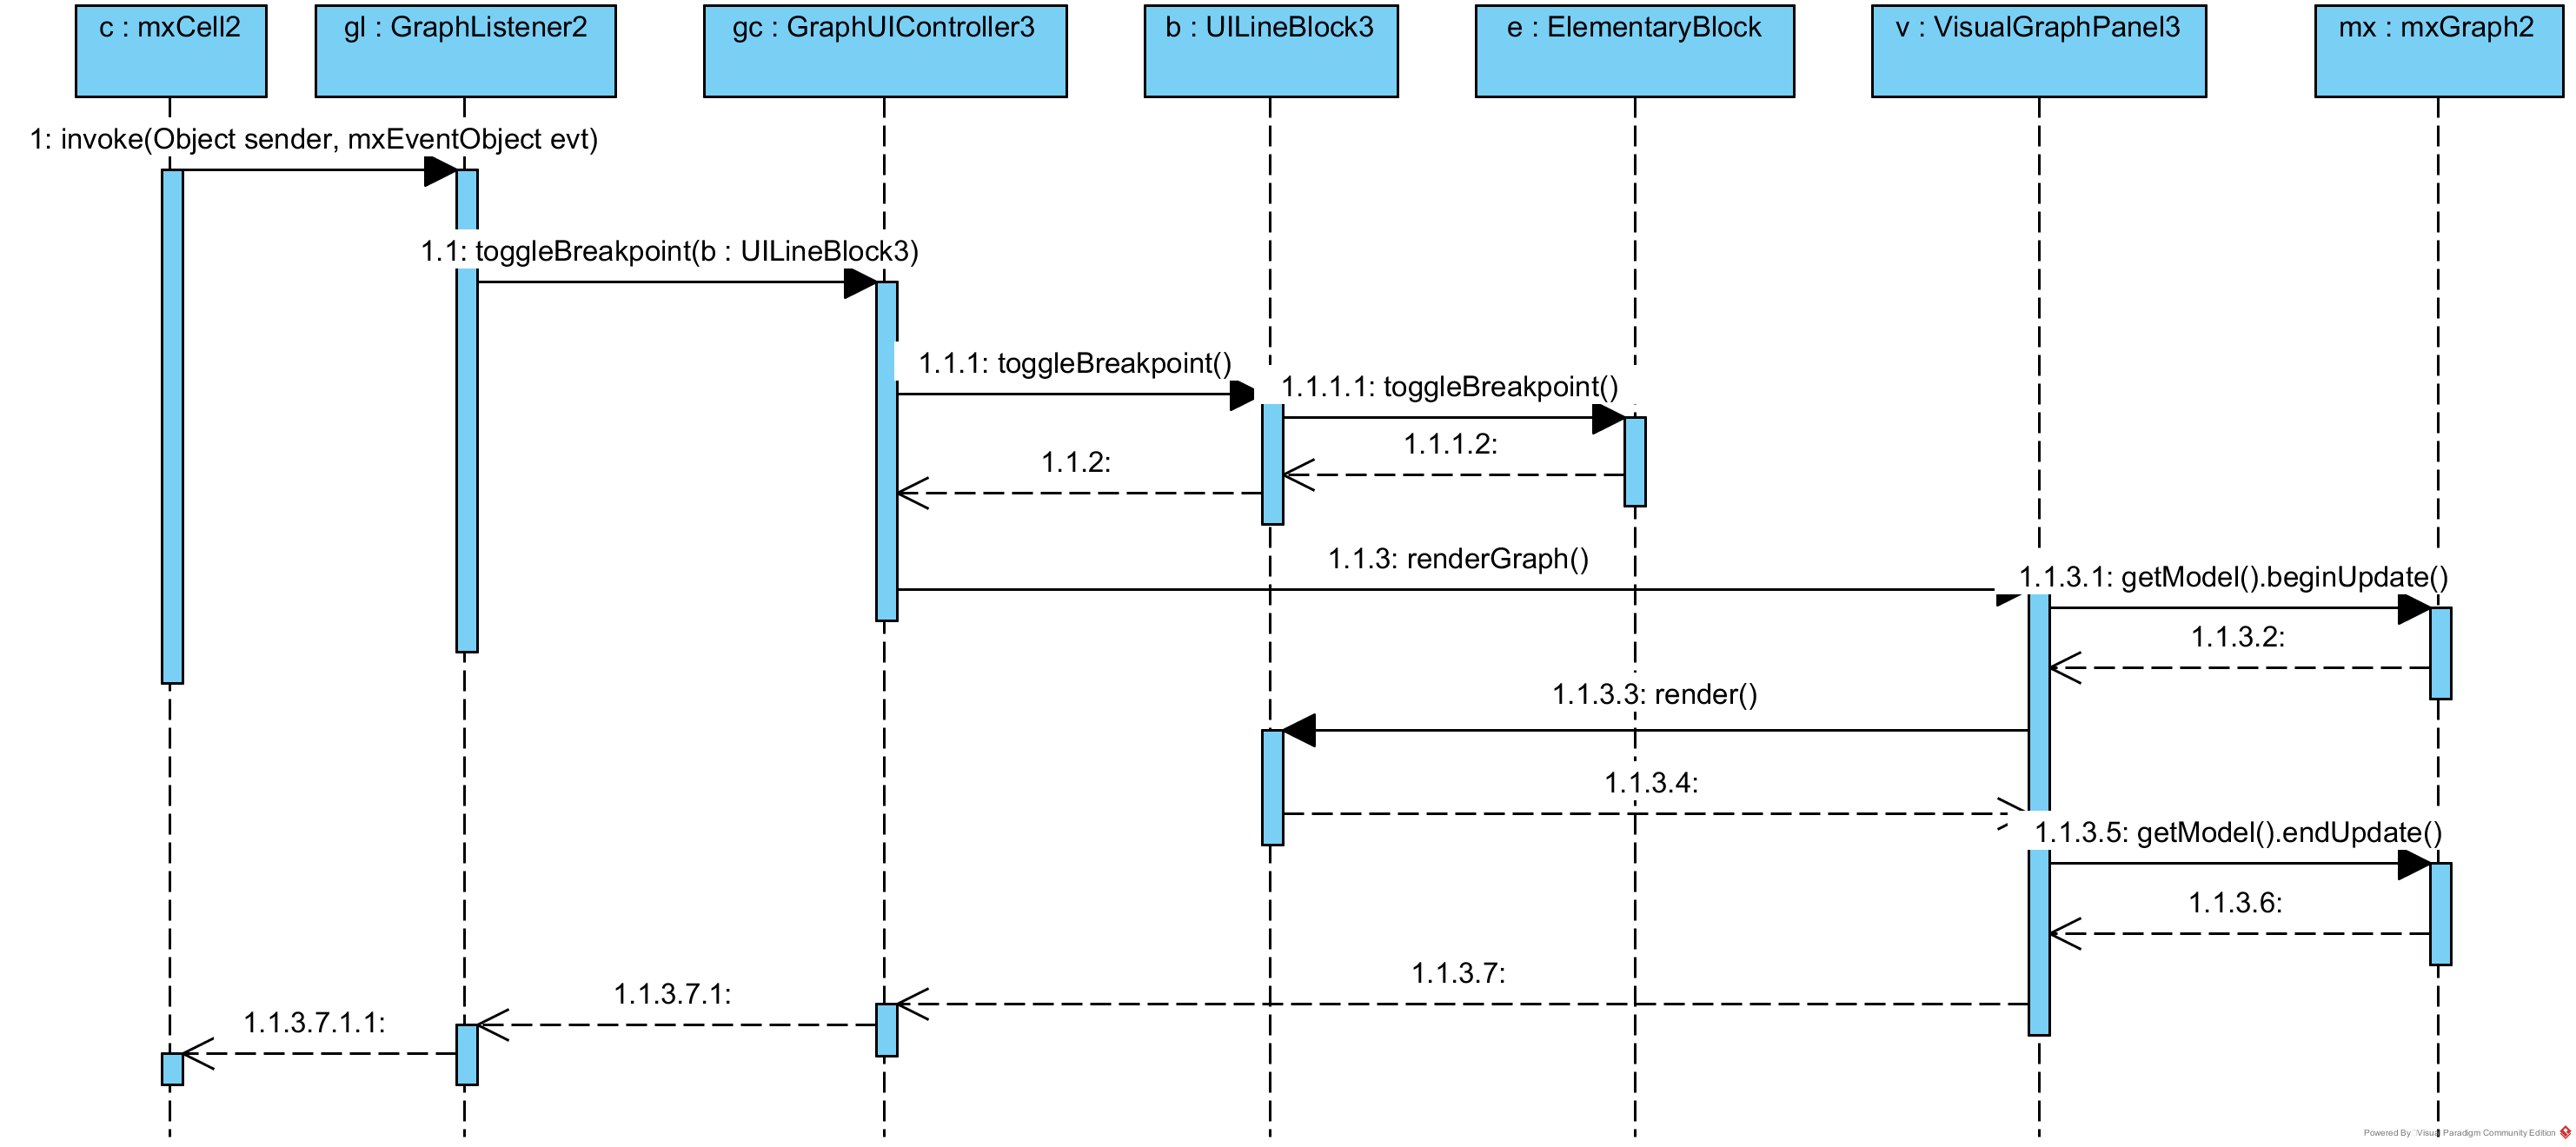 c : mxCell2
gl : GraphListener2
gc : GraphUIController3
b : UILineBlock3
e : ElementaryBlock
v : VisualGraphPanel3
mx : mxGraph2
1: invoke(Object sender, mxEventObject evt)
1.1: toggleBreakpoint(b : UILineBlock3)
1.1.1: toggleBreakpoint()
1.1.1.1: toggleBreakpoint()
1.1.1.2:
1.1.2:
1.1.3: renderGraph()
1.1.3.1: getModel().beginUpdate()
1.1.3.2:
1.1.3.3: render()
1.1.3.4:
1.1.3.5: getModel().endUpdate()
1.1.3.6:
1.1.3.7:
1.1.3.7.1:
1.1.3.7.1.1:
Powered By Visual Paradigm Community Edition